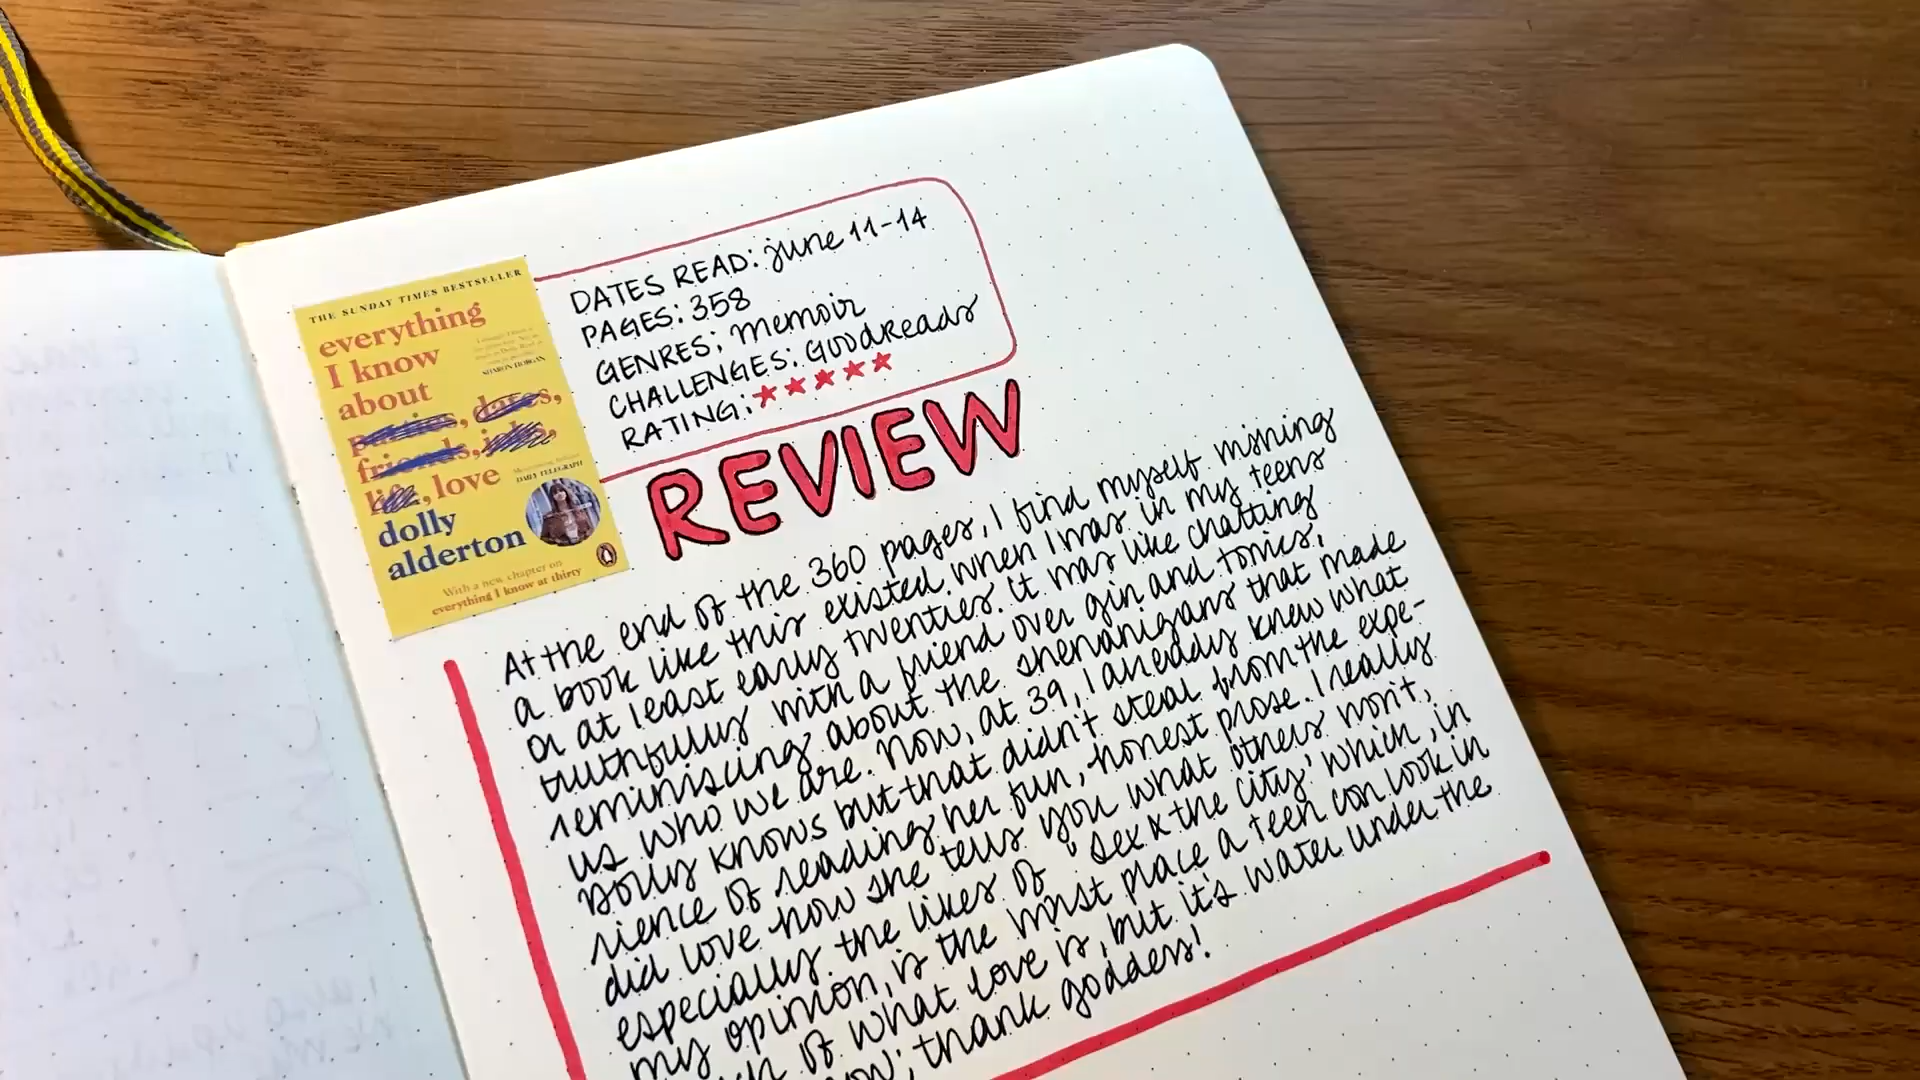 THE SUNDAY TIMES BESTSELLER
everything
I know
about
parties, dates,
friends, jobs,
life, love
dolly
alderton
SHARON HORGAN
DAILY TELEGRAPH
With a new chapter on
everything I know at thirty
DATES READ: june 11-14
PAGES: 358
GENRES: memoir
CHALLENGES: GOODREADS
RATING: ★★★★★
REVIEW
At the end of the 360 pages, I find myself missing
a book like this existed when I was in my teens
or at least early twenties. It was like chatting
truthfully with a friend over gin and tonics,
reminiscing about the shenanigans that made
us who we are. Now, at 39, I aleddy knew what
Dolly knows but that didn't steal from the expe-
rience of reading her fun, honest prose. I really
did love how she tells you what others won't,
especially the likes of 'Sex x the city' which, in
my opinion, is the worst place a teen can look in
of what love is, but it's water under the
now; thank goddess!